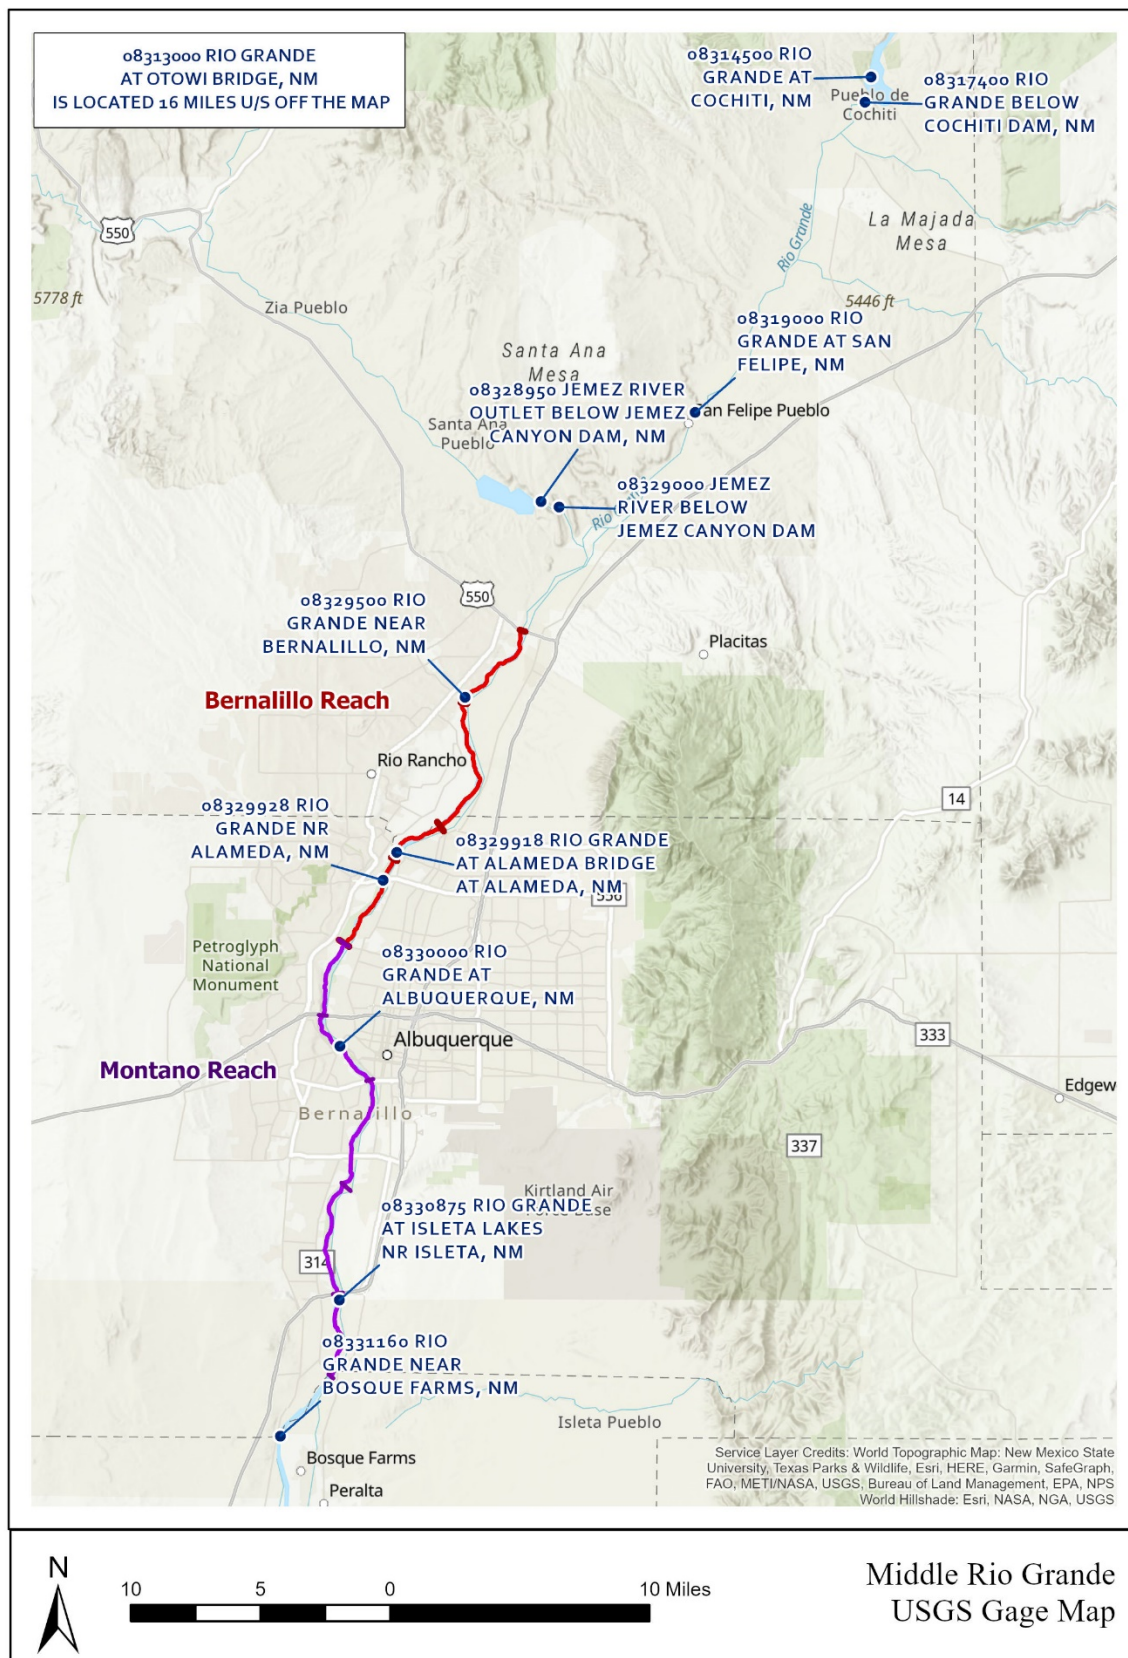 08313000 RIO GRANDE
AT OTOWI BRIDGE, NM
IS LOCATED 16 MILES U/S OFF THE MAP
08314500 RIO
GRANDE AT
COCHITI, NM
08317400 RIO
GRANDE BELOW
COCHITI DAM, NM
Pueblo de
Cochiti
550
La Majada
Mesa
Rio Grande
5778 ft
5446 ft
Zia Pueblo
08319000 RIO
GRANDE AT SAN
FELIPE, NM
Santa Ana
Mesa
08328950 JEMEZ RIVER
OUTLET BELOW JEMEZ
CANYON DAM, NM
San Felipe Pueblo
Santa Ana
Pueblo
08329000 JEMEZ
RIVER BELOW
JEMEZ CANYON DAM
Rio
550
08329500 RIO
GRANDE NEAR
BERNALILLO, NM
Placitas
Bernalillo Reach
Rio Rancho
14
08329928 RIO
GRANDE NR
ALAMEDA, NM
08329918 RIO GRANDE
AT ALAMEDA BRIDGE
AT ALAMEDA, NM
556
Petroglyph
National
Monument
08330000 RIO
GRANDE AT
ALBUQUERQUE, NM
Albuquerque
333
Montano Reach
Edgew
Bernalillo
337
Kirtland Air
Force Base
08330875 RIO GRANDE
AT ISLETA LAKES
NR ISLETA, NM
314
08331160 RIO
GRANDE NEAR
BOSQUE FARMS, NM
Isleta Pueblo
Bosque Farms
Peralta
Service Layer Credits: World Topographic Map: New Mexico State
University, Texas Parks & Wildlife, Esri, HERE, Garmin, SafeGraph,
FAO, METI/NASA, USGS, Bureau of Land Management, EPA, NPS
World Hillshade: Esri, NASA, NGA, USGS
N
10 5 0 10 Miles
Middle Rio Grande
USGS Gage Map